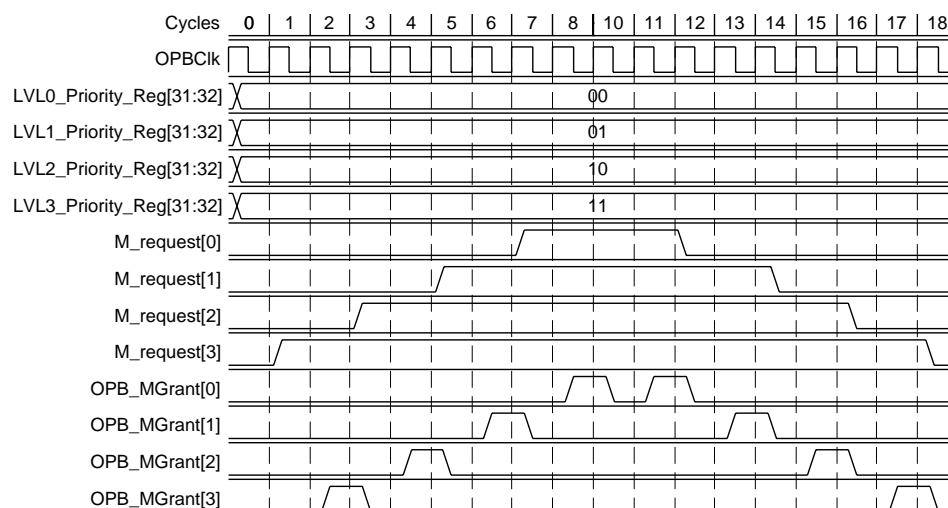 Cycles 0 1 2 3 4 5 6 7 8 10 11 12 13 14 15 16 17 18
OPBClk
LVL0_Priority_Reg[31:32] 00
LVL1_Priority_Reg[31:32] 01
LVL2_Priority_Reg[31:32] 10
LVL3_Priority_Reg[31:32] 11
M_request[0]
M_request[1]
M_request[2]
M_request[3]
OPB_MGrant[0]
OPB_MGrant[1]
OPB_MGrant[2]
OPB_MGrant[3]